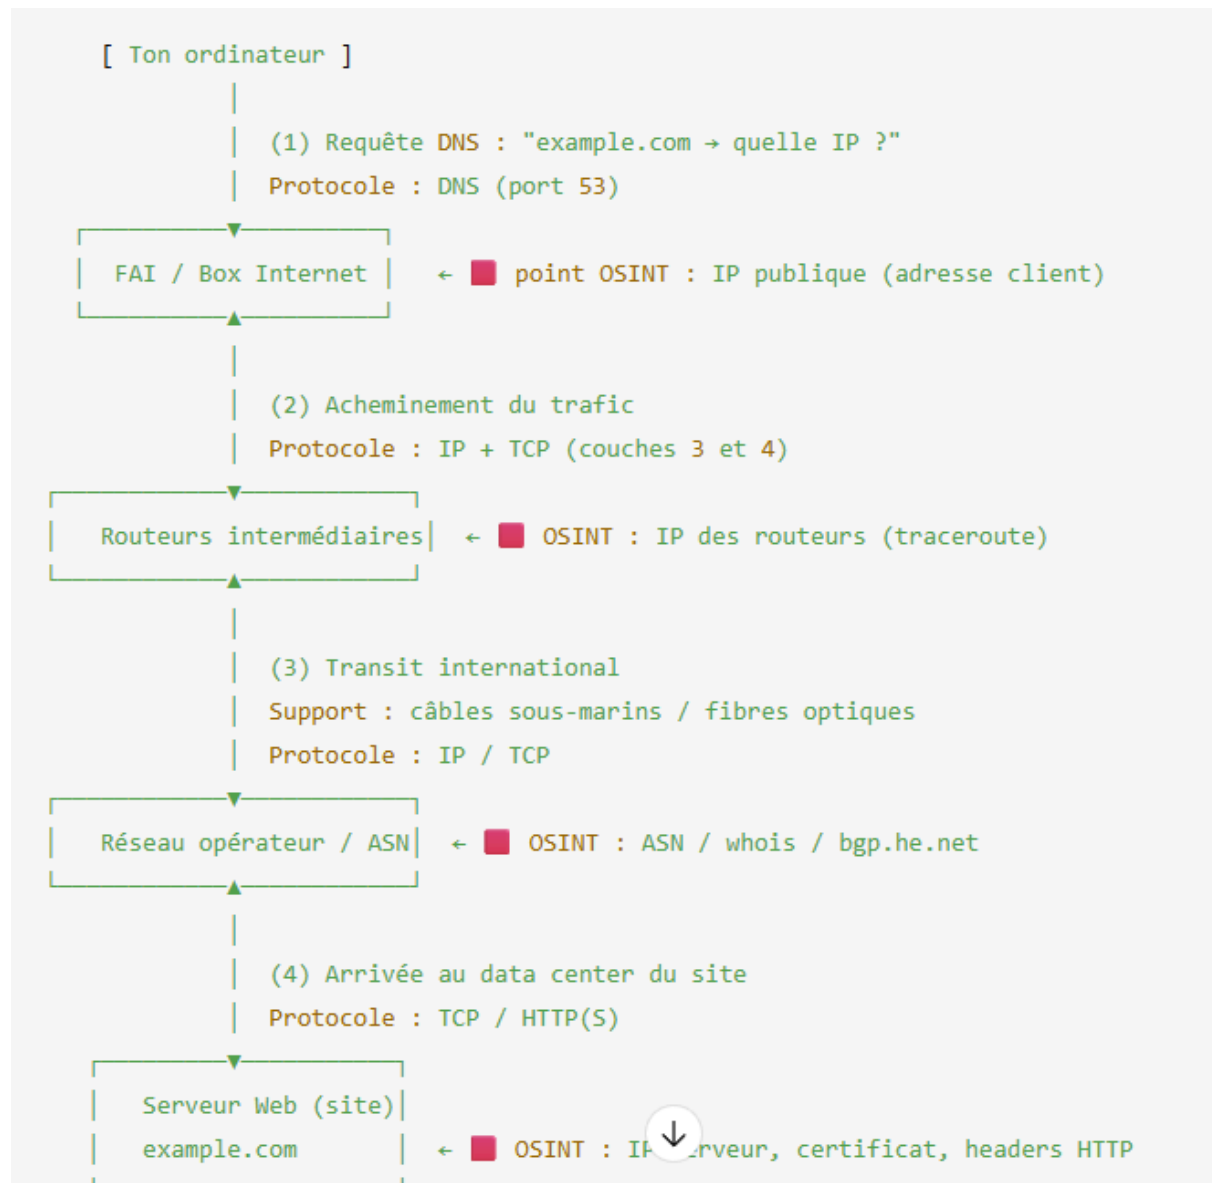 [ Ton ordinateur ]
(1) Requête DNS : "example.com → quelle IP ?"
Protocole : DNS (port 53)
FAI / Box Internet ← point OSINT : IP publique (adresse client)
(2) Acheminement du trafic
Protocole : IP + TCP (couches 3 et 4)
Routeurs intermédiaires ← OSINT : IP des routeurs (traceroute)
(3) Transit international
Support : câbles sous-marins / fibres optiques
Protocole : IP / TCP
Réseau opérateur / ASN ← OSINT : ASN / whois / bgp.he.net
(4) Arrivée au data center du site
Protocole : TCP / HTTP(S)
Serveur Web (site)
example.com ← OSINT : certificat, headers HTTP